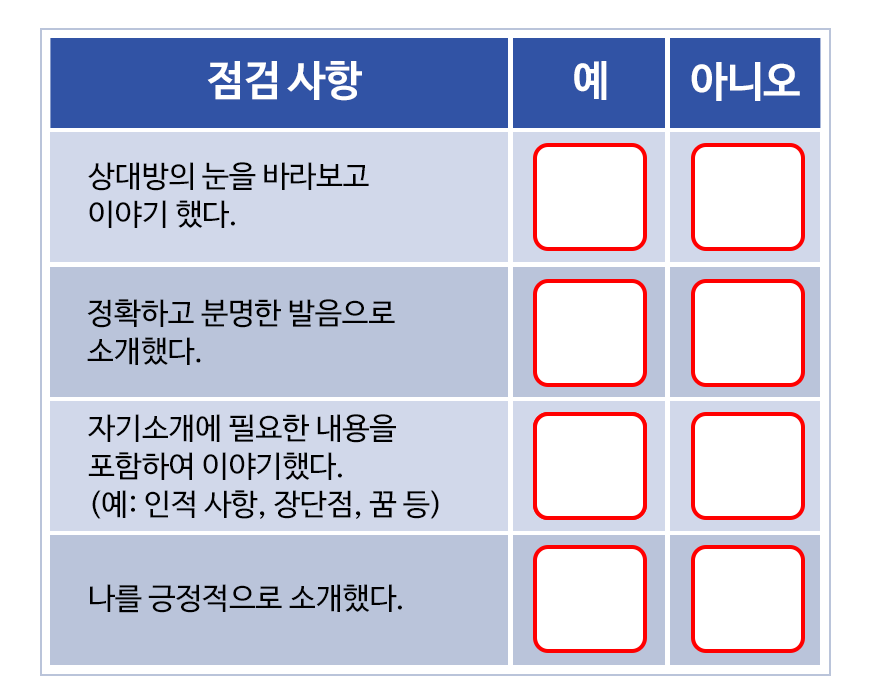 점검 사항 예 아니오
상대방의 눈을 바라보고
이야기 했다.
정확하고 분명한 발음으로
소개했다.
자기소개에 필요한 내용을
포함하여 이야기했다.
(예: 인적 사항, 장단점, 꿈 등)
나를 긍정적으로 소개했다.